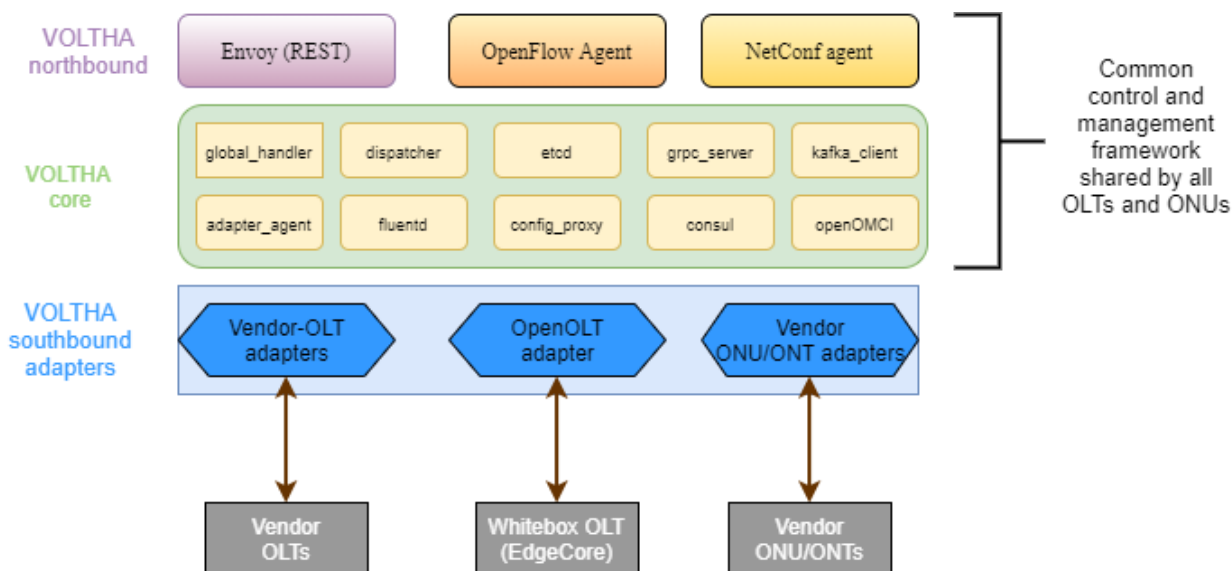 VOLTHA
northbound
Envoy (REST)
OpenFlow Agent
NetConf agent
Common
control and
management
framework
shared by all
OLTs and ONUs
VOLTHA
core
global_handler
dispatcher
etcd
grpc_server
kafka_client
adapter_agent
fluentd
config_proxy
consul
openOMCI
VOLTHA
southbound
adapters
Vendor-OLT
adapters
OpenOLT
adapter
Vendor
ONU/ONT adapters
Vendor
OLTs
Whitebox OLT
(EdgeCore)
Vendor
ONU/ONTs